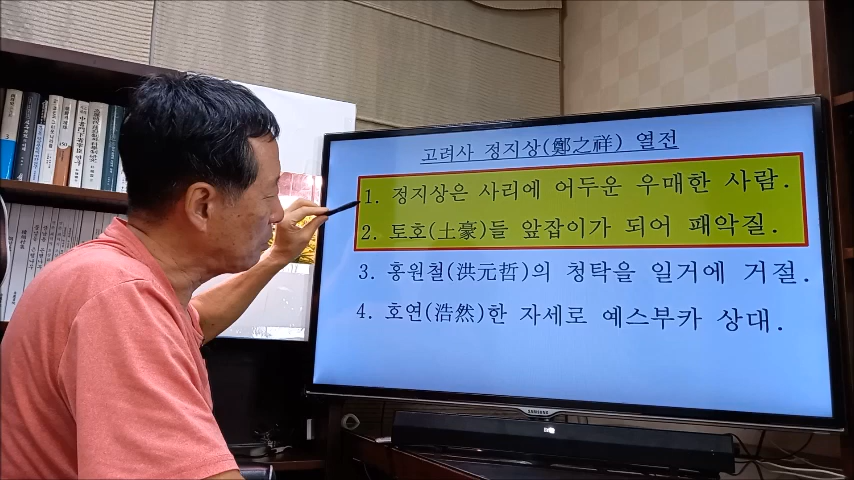 고려사 정지상(鄭之祥) 열전
1. 정지상은 사리에 어두운 우매한 사람.
2. 토호(土豪)들 앞잡이가 되어 패악질.
3. 홍원철(洪元哲)의 청탁을 일거에 거절.
4. 호연(浩然)한 자세로 예스부카 상대.
SAMSUNG